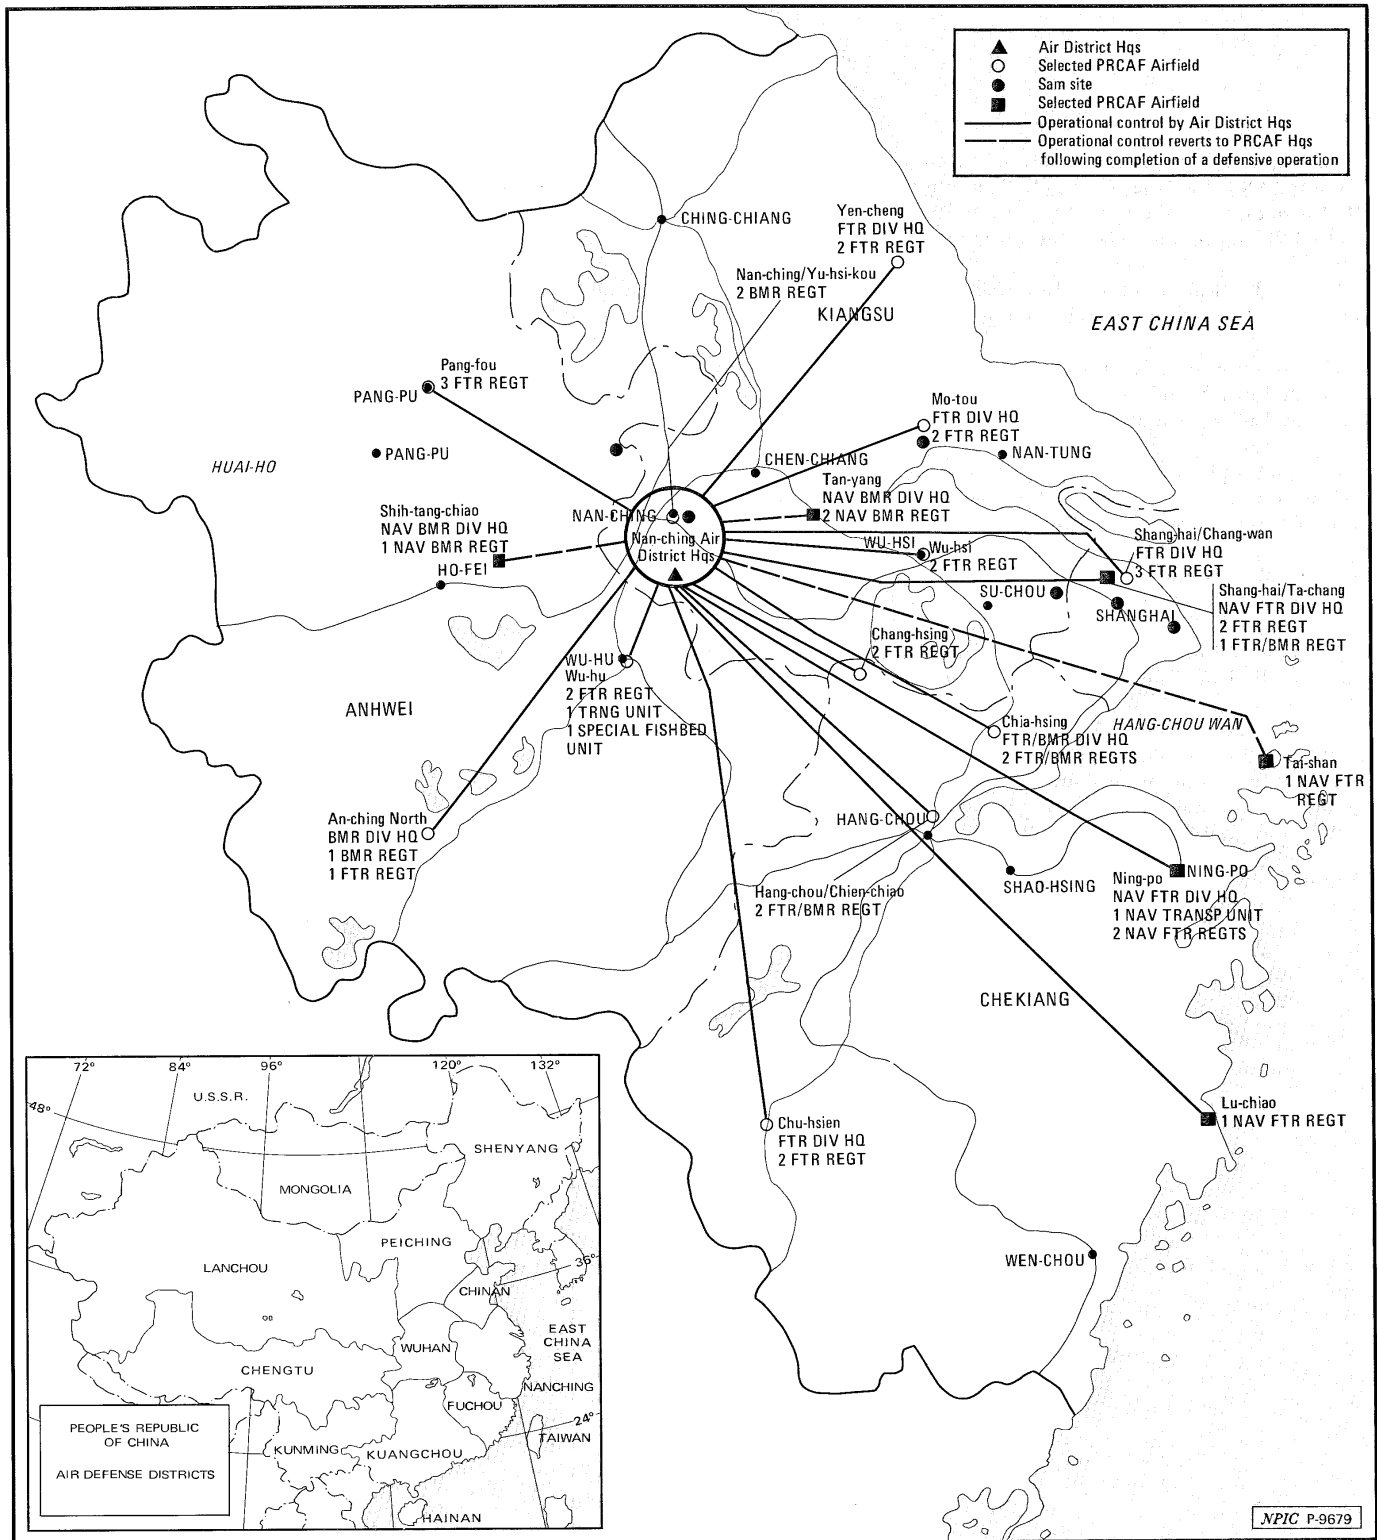 Air District Hqs
Selected PRCAF Airfield
Sam site
Selected PRCAF Airfield
Operational control by Air District Hqs
Operational control reverts to PRCAF Hqs
following completion of a defensive operation
CHING-CHIANG
Yen-cheng
FTR DIV HQ
2 FTR REGT
Nan-ching/Yu-hsi-kou
2 BMR REGT
KIANGSU
EAST CHINA SEA
Pang-fou
3 FTR REGT
PANG-PU
PANG-PU
HUAI-HO
Mo-tou
FTR DIV HQ
2 FTR REGT
NAN-TUNG
CHEN-CHIANG
Tan-yang
NAV BMR DIV HQ
2 NAV BMR REGT
Shih-tang-chiao
NAV BMR DIV HQ
1 NAV BMR REGT
HO-FEI
NAN-CHING
Nan-ching Air
District Hqs
WU-HSI
Wu-hsi
2 FTR REGT
Shang-hai/Chang-wan
FTR DIV HQ
3 FTR REGT
SU-CHOU
SHANGHAI
Shang-hai/Ta-chang
NAV FTR DIV HQ
2 FTR REGT
1 FTR/BMR REGT
Chang-hsing
2 FTR REGT
WU-HU
Wu-hu
2 FTR REGT
1 TRNG UNIT
1 SPECIAL FISHBED
UNIT
ANHWEI
Chia-hsing
FTR/BMR DIV HQ
2 FTR/BMR REGTS
HANG-CHOU WAN
Tai-shan
1 NAV FTR
REGT
An-ching North
BMR DIV HQ
1 BMR REGT
1 FTR REGT
HANG-CHOU
Hang-chou/Chien-chiao
2 FTR/BMR REGT
SHAO-HSING
NING-PO
Ning-po
NAV FTR DIV HQ
1 NAV TRANSP UNIT
2 NAV FTR REGTS
CHEKIANG
Chu-hsien
FTR DIV HQ
2 FTR REGT
Lu-chiao
1 NAV FTR REGT
WEN-CHOU
72°
84°
96°
120°
132°
48°
U.S.S.R.
SHENYANG
MONGOLIA
PEICHING
LANCHOU
36°
CHINAN
EAST
CHINA
SEA
WUHAN
CHENGTU
NANCHING
FUCHOU
24°
TAIWAN
KUNMING
KUANGCHOU
HAINAN
PEOPLE'S REPUBLIC
OF CHINA
AIR DEFENSE DISTRICTS
NPIC P-9679